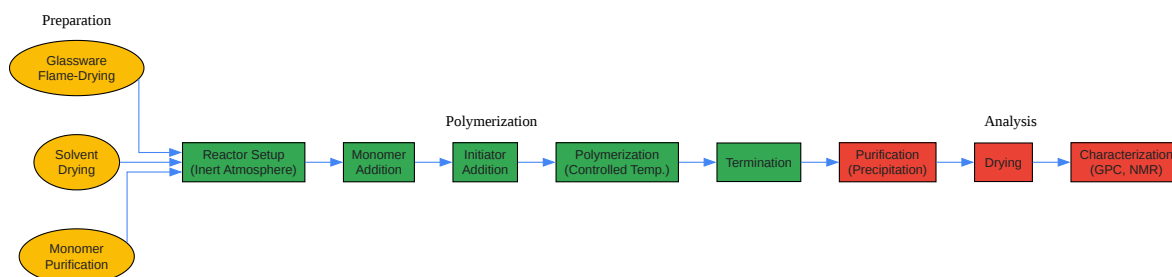 Preparation
Glassware
Flame-Drying
Solvent
Drying
Monomer
Purification
Polymerization
Reactor Setup
(Inert Atmosphere)
Monomer
Addition
Initiator
Addition
Polymerization
(Controlled Temp.)
Termination
Analysis
Purification
(Precipitation)
Drying
Characterization
(GPC, NMR)